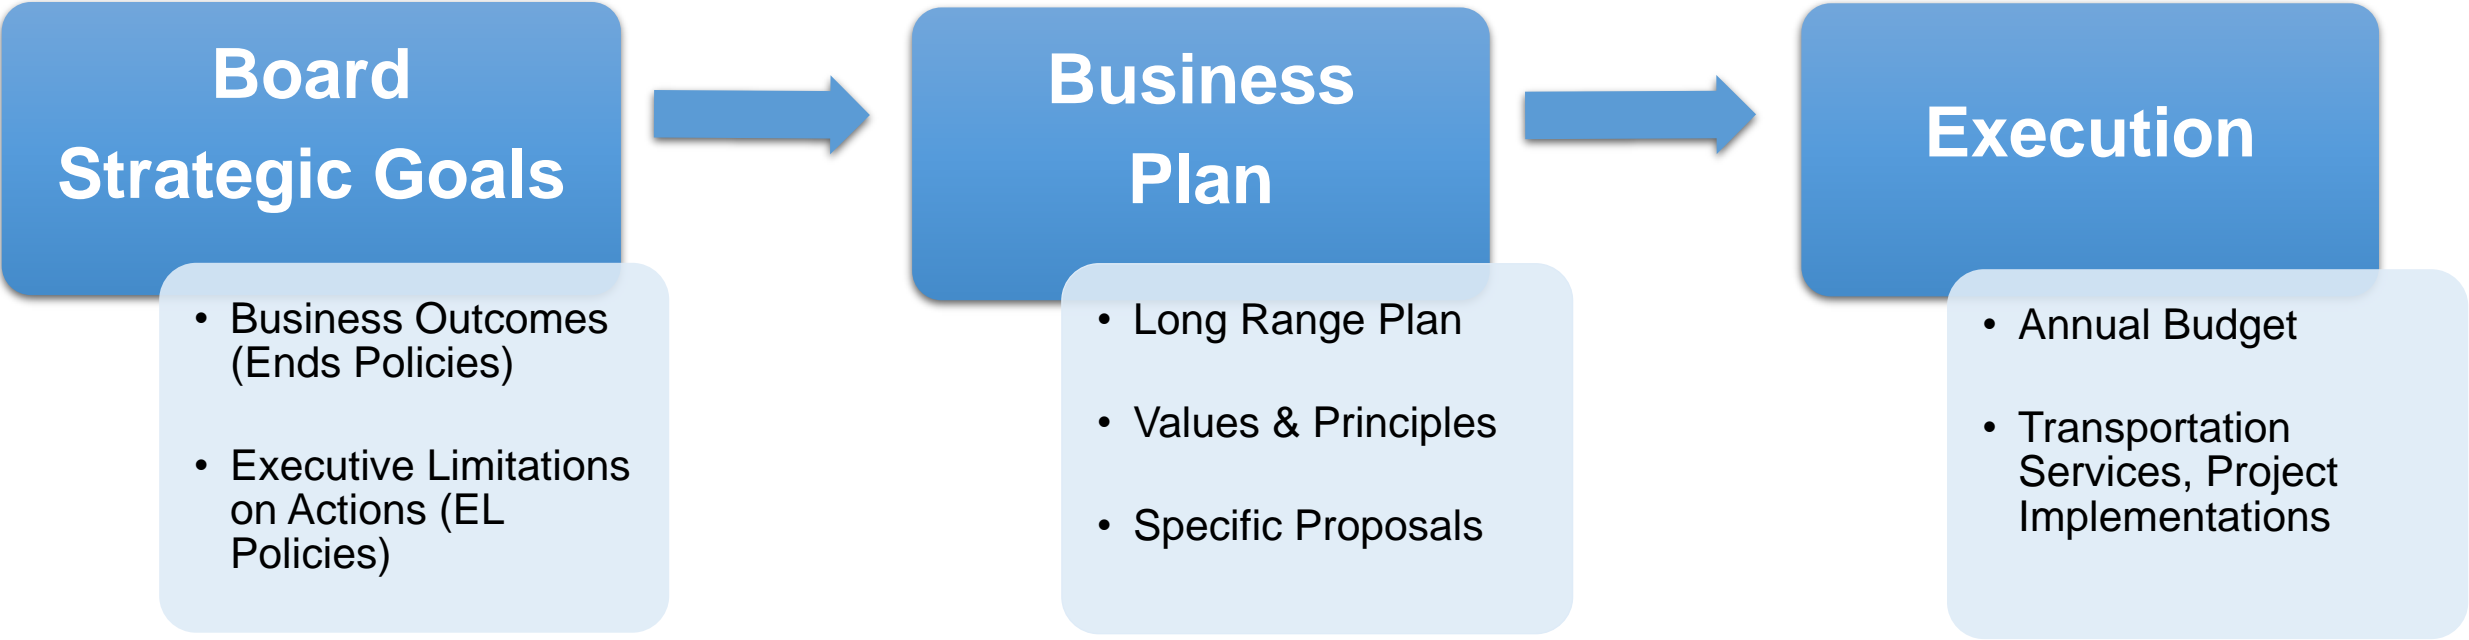 Board
Strategic Goals
• Business Outcomes
(Ends Policies)
• Executive Limitations
on Actions (EL
Policies)
Business
Plan
• Long Range Plan
• Values & Principles
• Specific Proposals
Execution
• Annual Budget
• Transportation
Services, Project
Implementations